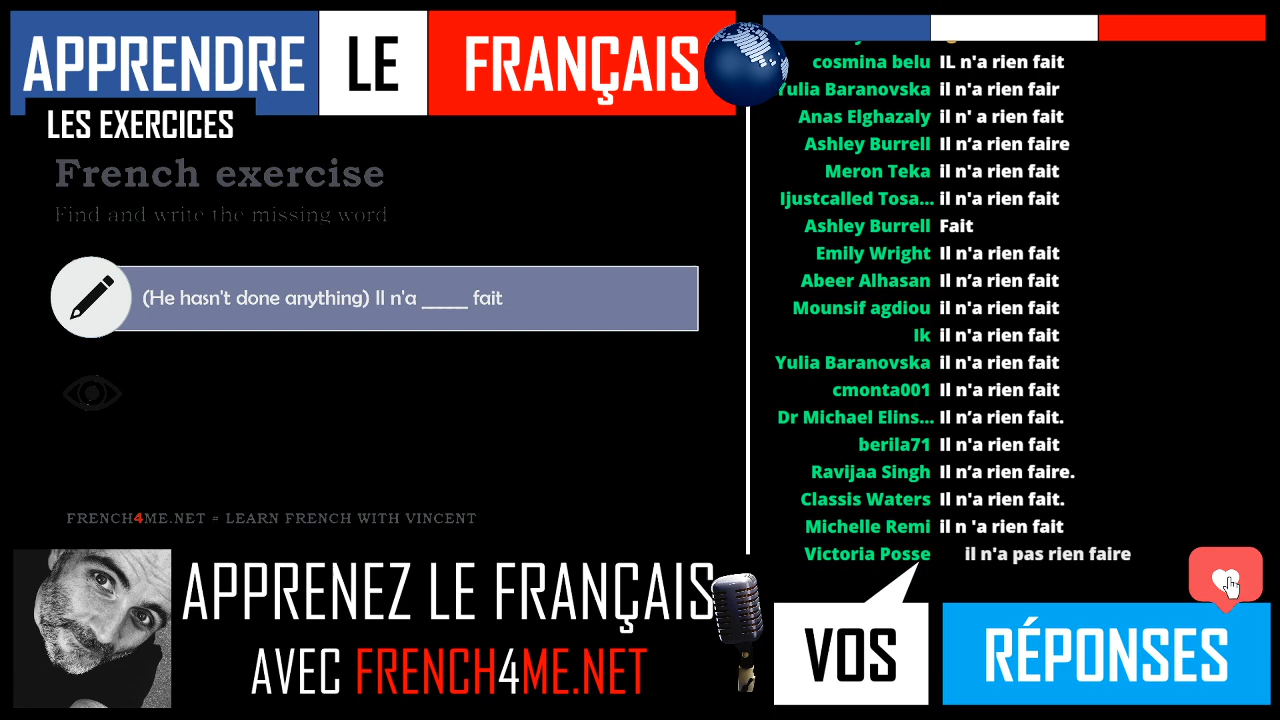 APPRENDRE LE FRANÇAIS
LES EXERCICES
French exercise
Find and write the missing word
(He hasn't done anything) Il n'a _____ fait
FRENCH4ME.NET = LEARN FRENCH WITH VINCENT
APPRENEZ LE FRANÇAIS
AVEC FRENCH4ME.NET
cosmina belu IL n'a rien fait
Yulia Baranovska il n'a rien fair
Anas Elghazaly il n' a rien fait
Ashley Burrell Il n’a rien faire
Meron Teka il n'a rien fait
Ijustcalled Tosa... il n'a rien fait
Ashley Burrell Fait
Emily Wright Il n'a rien fait
Abeer Alhasan Il n’a rien fait
Mounsif agdiou il n'a rien fait
Ik il n'a rien fait
Yulia Baranovska il n'a rien fait
cmonta001 Il n'a rien fait
Dr Michael Elins... Il n’a rien fait.
berila71 Il n'a rien fait
Ravijaa Singh Il n’a rien faire.
Classis Waters Il n'a rien fait.
Michelle Remi il n 'a rien fait
Victoria Posse il n'a pas rien faire
VOS RÉPONSES